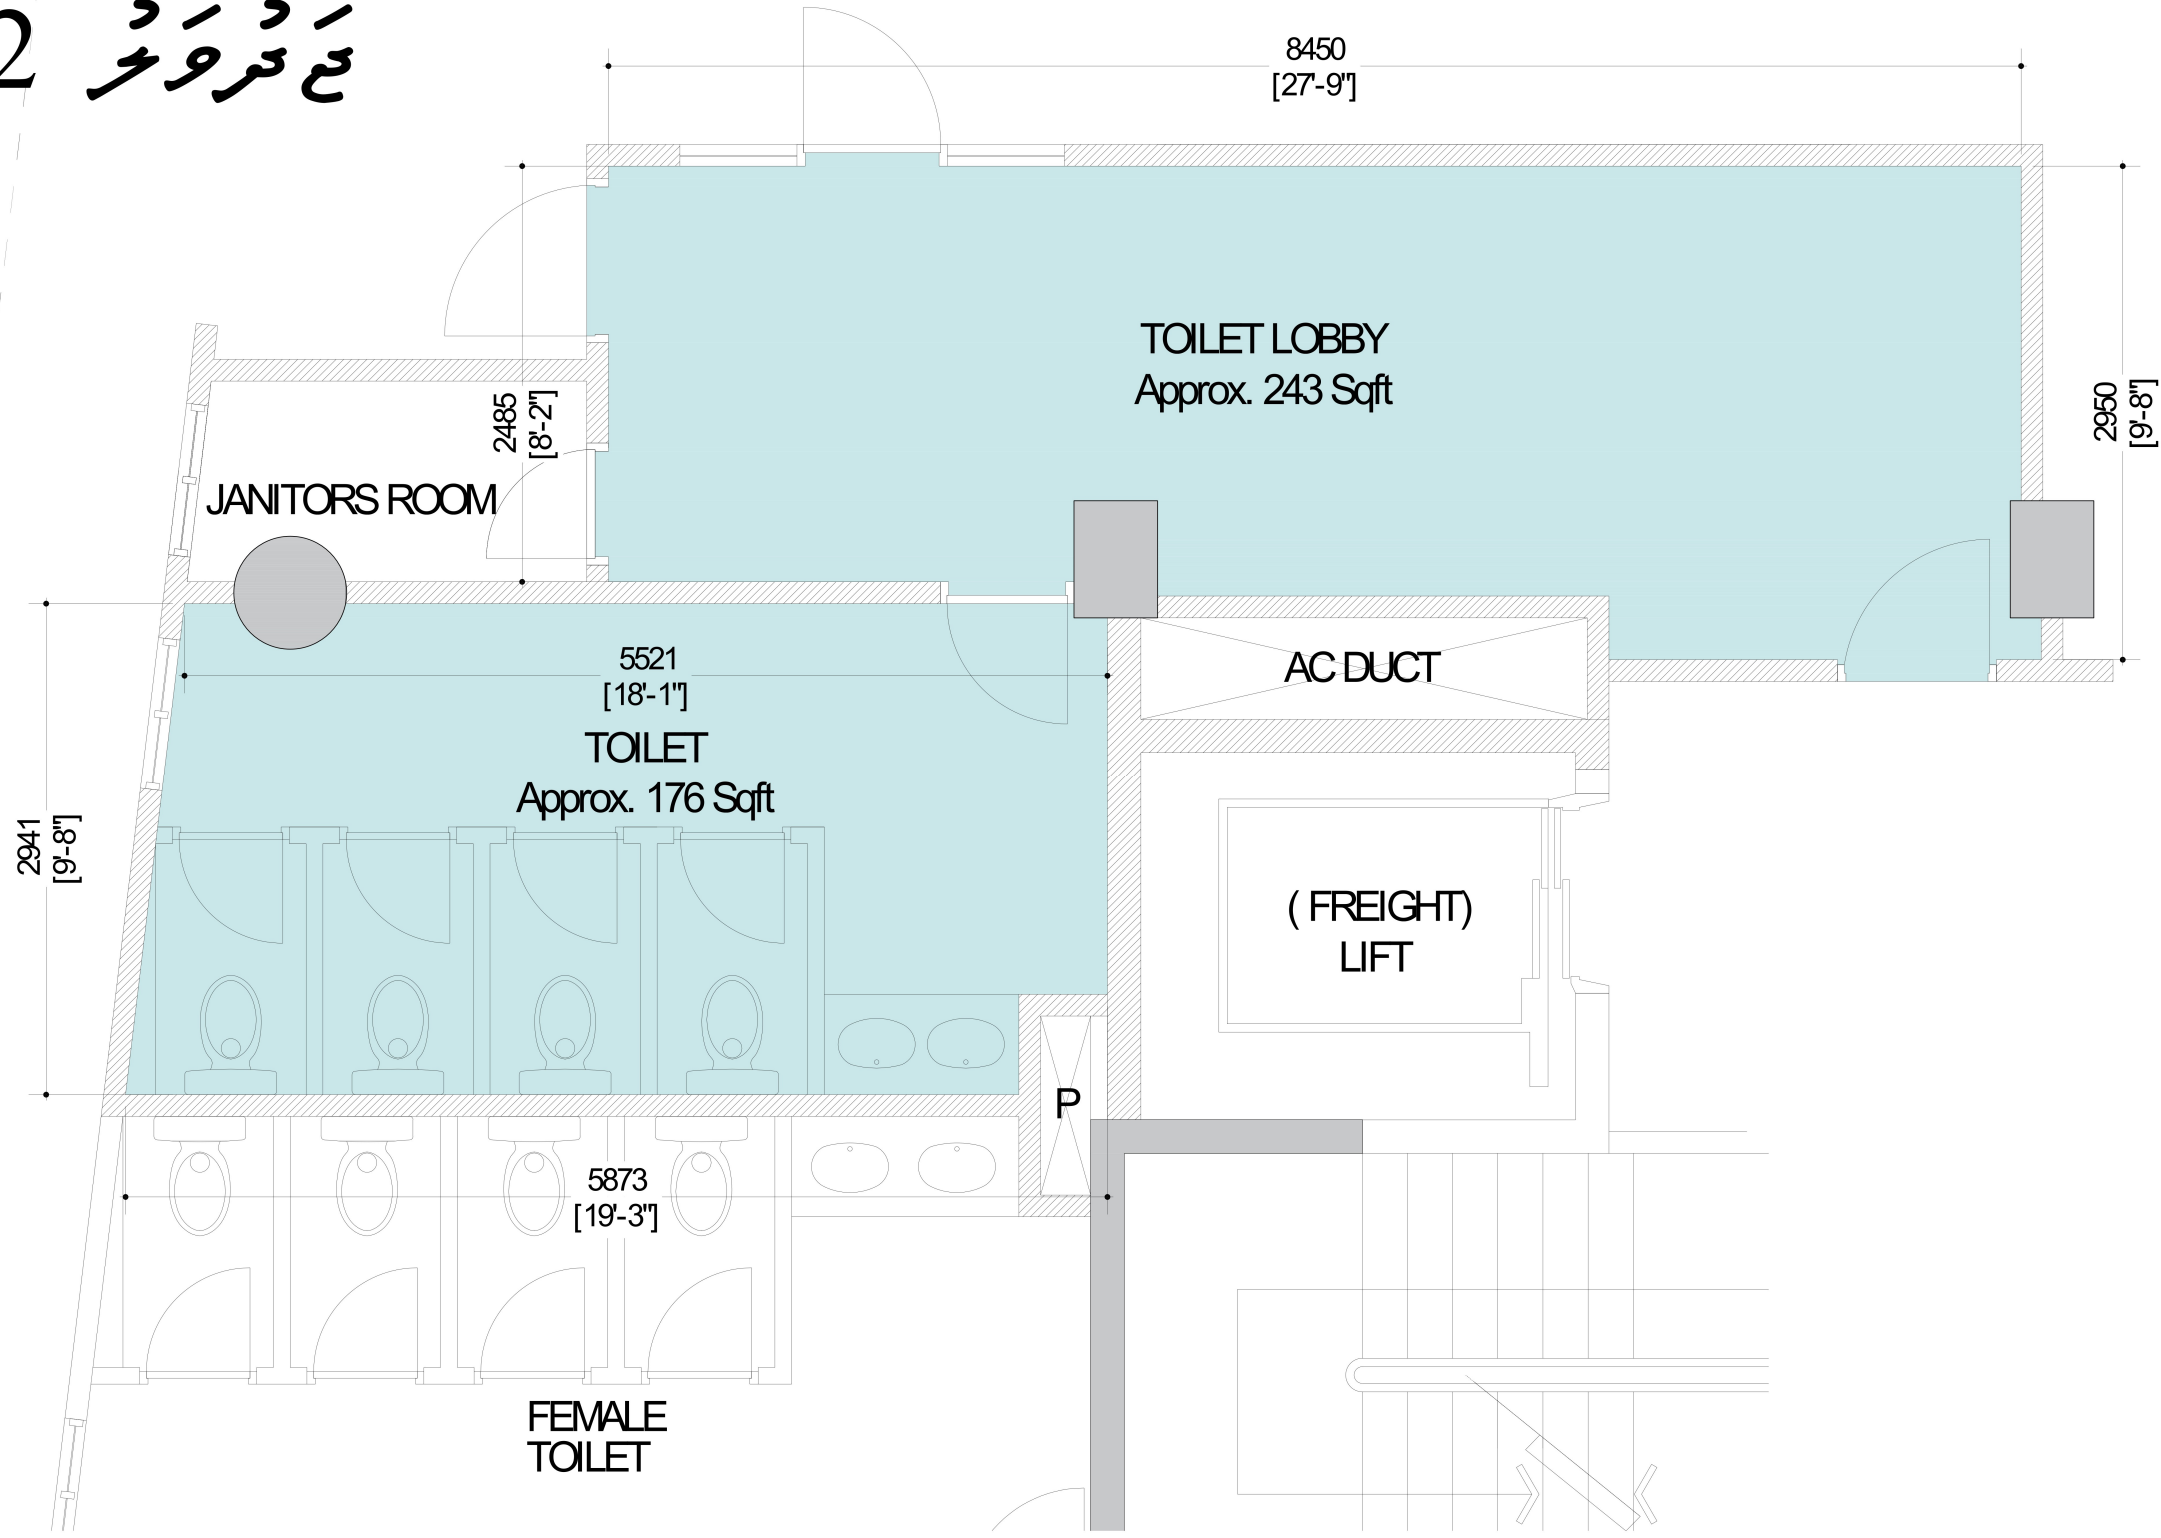 ޖަދުވަލު 2
8450
[27'-9"]
TOILET LOBBY
Approx. 243 Sqft
2485
[8'-2"]
2950
[9'-8"]
JANITORS ROOM
5521
[18'-1"]
AC DUCT
TOILET
Approx. 176 Sqft
2941
[9'-8"]
( FREIGHT)
LIFT
P
5873
[19'-3"]
FEMALE
TOILET